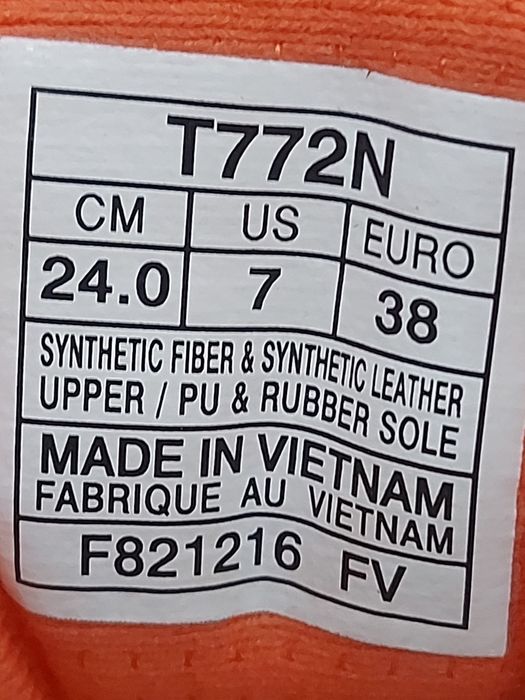 T772N
CM US EURO
24.0 7 38
SYNTHETIC FIBER & SYNTHETIC LEATHER
UPPER / PU & RUBBER SOLE
MADE IN VIETNAM
FABRIQUE AU VIETNAM
F821216 FV